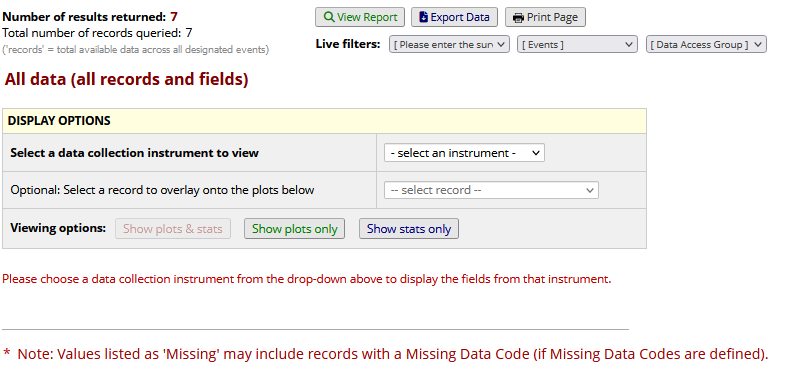 Number of results returned: 7
Total number of records queried: 7
('records' = total available data across all designated events)
View Report Export Data Print Page
Live filters: [ Please enter the sun [ Events ] [ Data Access Group ]
All data (all records and fields)
DISPLAY OPTIONS
Select a data collection instrument to view - select an instrument -
Optional: Select a record to overlay onto the plots below -- select record --
Viewing options: Show plots & stats Show plots only Show stats only
Please choose a data collection instrument from the drop-down above to display the fields from that instrument.
* Note: Values listed as 'Missing' may include records with a Missing Data Code (if Missing Data Codes are defined).